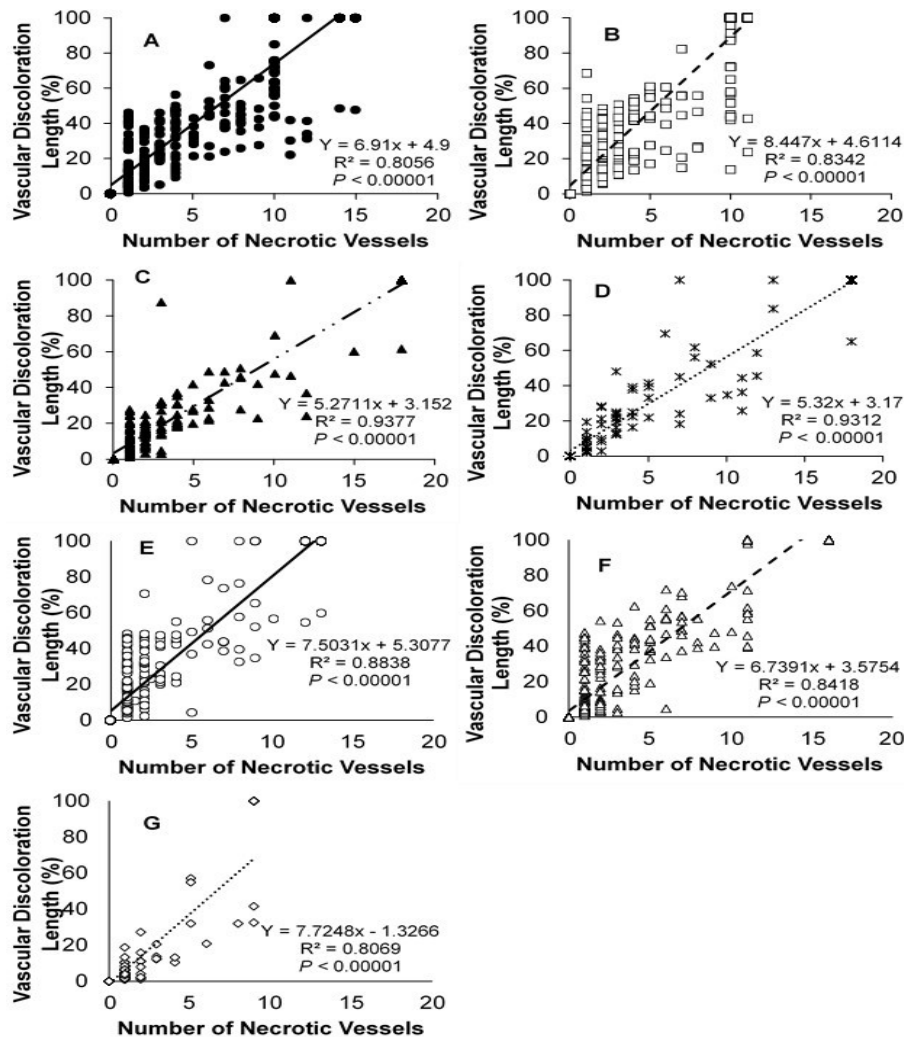 A
Vascular Discoloration
Length (%)
100
80
60
40
20
0
Y = 6.91x + 4.9
R² = 0.8056
P < 0.00001
0 5 10 15 20
Number of Necrotic Vessels
B
Vascular Discoloration
Length (%)
100
80
60
40
20
0
Y = 8.447x + 4.6114
R² = 0.8342
P < 0.00001
0 5 10 15 20
Number of Necrotic Vessels
C
Vascular Discoloration
Length (%)
100
80
60
40
20
0
Y = 5.2711x + 3.152
R² = 0.9377
P < 0.00001
0 5 10 15 20
Number of Necrotic Vessels
D
Vascular Discoloration
Length (%)
100
80
60
40
20
0
Y = 5.32x + 3.17
R² = 0.9312
P < 0.00001
0 5 10 15 20
Number of Necrotic Vessels
E
Vascular Discoloration
Length (%)
100
80
60
40
20
0
Y = 7.5031x + 5.3077
R² = 0.8838
P < 0.00001
0 5 10 15 20
Number of Necrotic Vessels
F
Vascular Discoloration
Length (%)
100
80
60
40
20
0
Y = 6.7391x + 3.5754
R² = 0.8418
P < 0.00001
0 5 10 15 20
Number of Necrotic Vessels
G
Vascular Discoloration
Length (%)
100
80
60
40
20
0
Y = 7.7248x - 1.3266
R² = 0.8069
P < 0.00001
0 5 10 15 20
Number of Necrotic Vessels